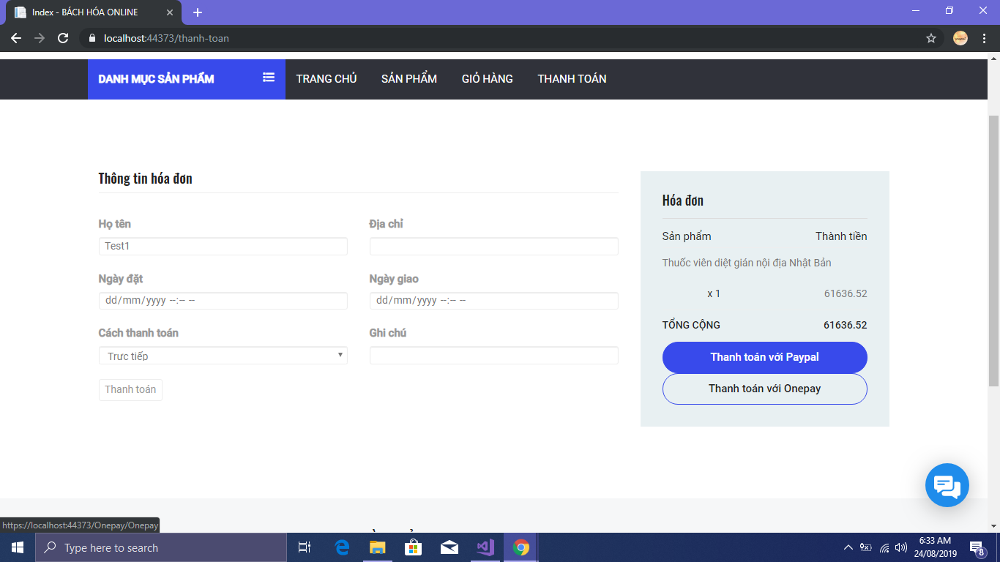 Index - BÁCH HÓA ONLINE
localhost:44373/thanh-toan
DANH MỤC SẢN PHẨM
TRANG CHỦ SẢN PHẨM GIỎ HÀNG THANH TOÁN
Thông tin hóa đơn
Họ tên Địa chỉ
Test1
Ngày đặt Ngày giao
dd/mm/yyyy --:-- -- dd/mm/yyyy --:-- --
Cách thanh toán Ghi chú
Trực tiếp
Thanh toán
Hóa đơn
Sản phẩm Thành tiền
Thuốc viên diệt gián nội địa Nhật Bản
x 1 61636.52
TỔNG CỘNG 61636.52
Thanh toán với Paypal
Thanh toán với Onepay
https://localhost:44373/Onepay/Onepay
Type here to search
6:33 AM
24/08/2019
8